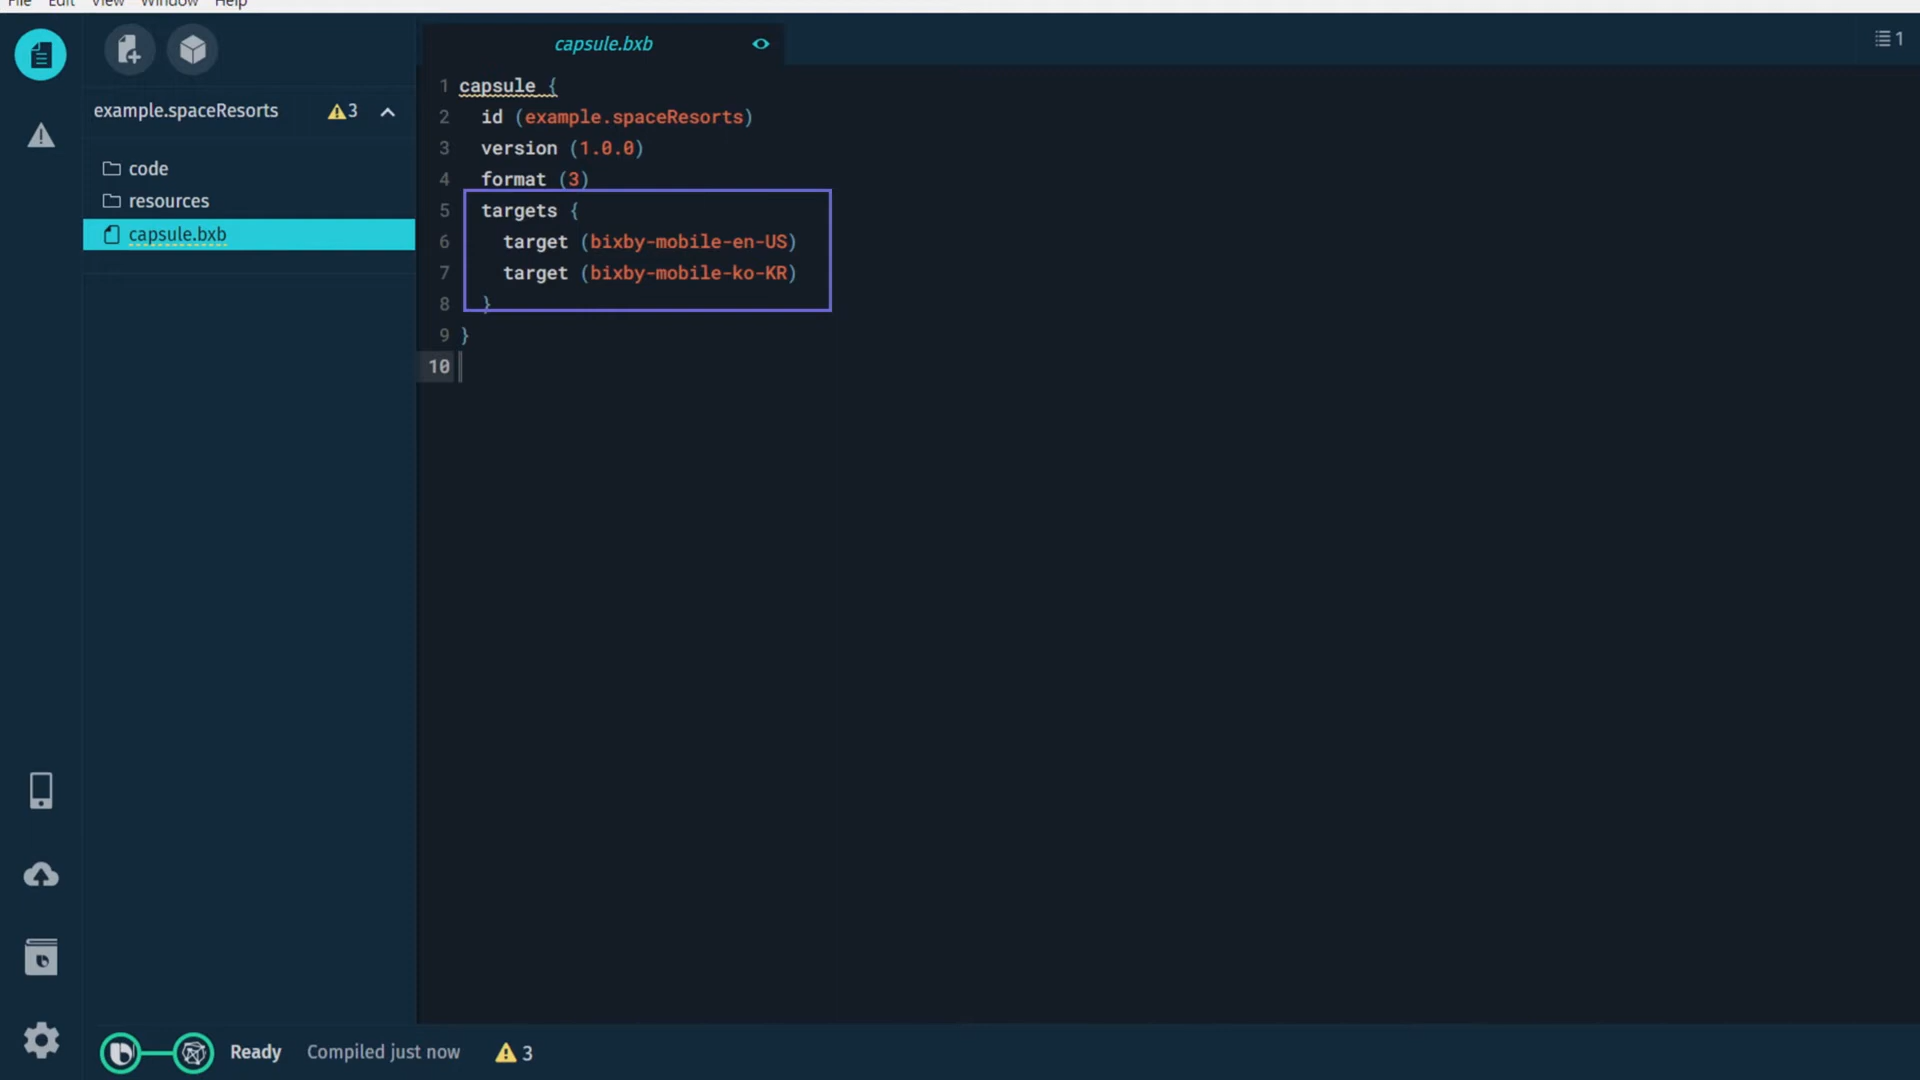 File Edit View Window Help
capsule.bxb
1
example.spaceResorts 3
code
resources
capsule.bxb
1 capsule {
2 id (example.spaceResorts)
3 version (1.0.0)
4 format (3)
5 targets {
6 target (bixby-mobile-en-US)
7 target (bixby-mobile-ko-KR)
8 }
9 }
10
Ready Compiled just now 3